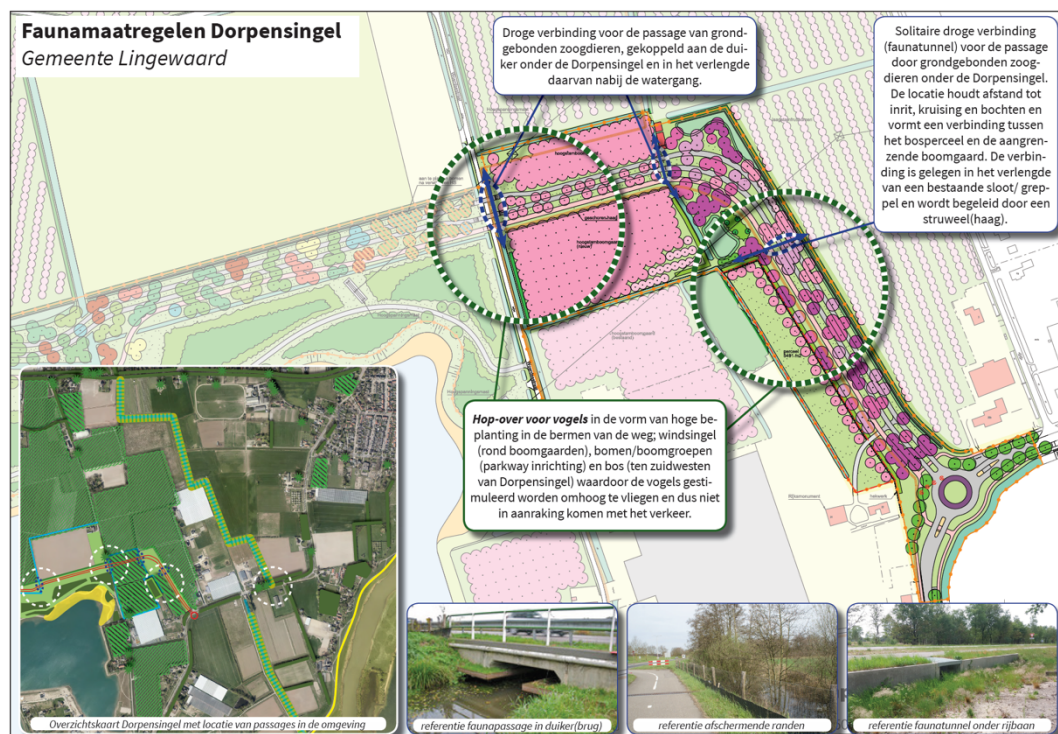 Faunamaatregelen Dorpensingel
Gemeente Lingewaard
Droge verbinding voor de passage van grond-
gebonden zoogdieren, gekoppeld aan de dui-
ker onder de Dorpensingel en in het verlengde
daarvan nabij de watergang.
Solitaire droge verbinding
(faunatunnel) voor de passage
door grondgebonden zoog-
dieren onder de Dorpensingel.
De locatie houdt afstand tot
inrit, kruising en bochten en
vormt een verbinding tussen
het bosperceel en de aangren-
zende boomgaard. De verbin-
ding is gelegen in het verlengde
van een bestaande sloot/ grep-
pel en wordt begeleid door een
struweel(haag).
Hop-over voor vogels in de vorm van hoge be-
planting in de bermen van de weg; windsingel
(rond boomgaarden), bomen/boomgroepen
(parkway inrichting) en bos (ten zuidwesten
van Dorpensingel) waardoor de vogels gesti-
muleerd worden omhoog te vliegen en dus niet
in aanraking komen met het verkeer.
geschoren haag
hoogstamboomgaard
(nieuw)
hoogstamboomgaard
(bestaand)
Overzichtskaart Dorpensingel met locatie van passages in de omgeving
referentie faunapassage in duiker(brug)
referentie afschermende randen
referentie faunatunnel onder rijbaan